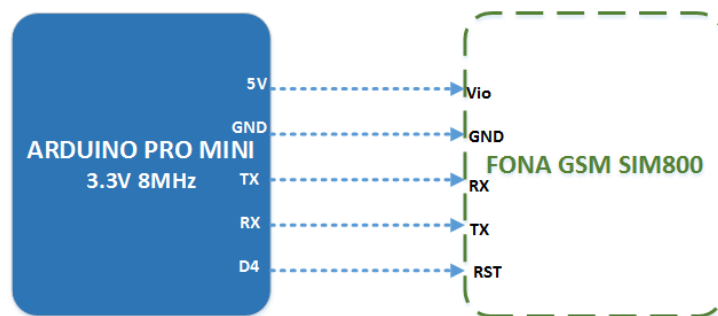 5V
Vio
GND
GND
ARDUINO PRO MINI
3.3V 8MHz
FONA GSM SIM800
TX
RX
RX
TX
D4
RST